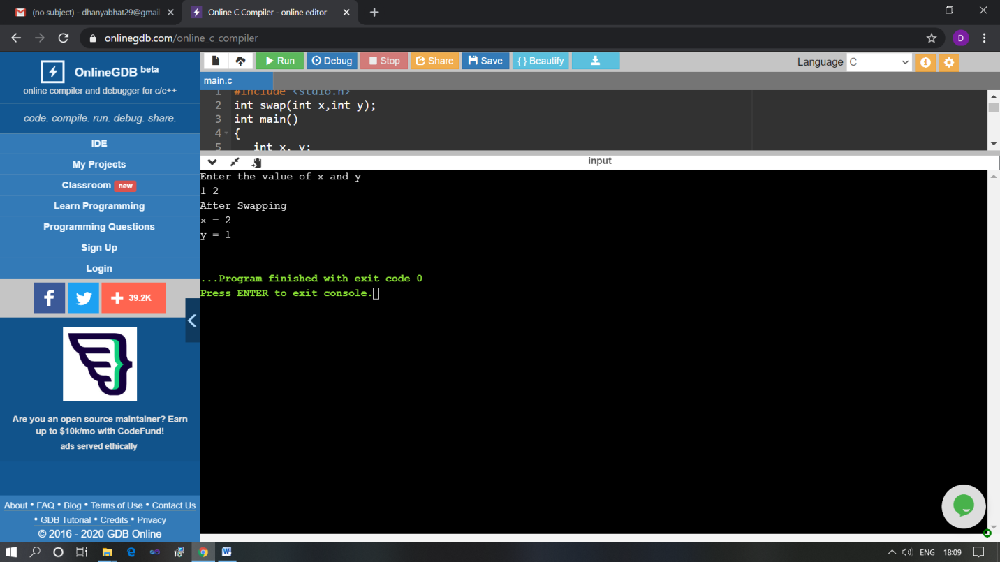 (no subject) - dhanyabhat29@gmail
Online C Compiler - online editor
onlinegdb.com/online_c_compiler
D
OnlineGDB beta
online compiler and debugger for c/c++
code. compile. run. debug. share.
IDE
My Projects
Classroom new
Learn Programming
Programming Questions
Sign Up
Login
f
39.2K
Are you an open source maintainer? Earn
up to $10k/mo with CodeFund!
ads served ethically
About • FAQ • Blog • Terms of Use • Contact Us
• GDB Tutorial • Credits • Privacy
© 2016 - 2020 GDB Online
Run Debug Stop Share Save { } Beautify
Language C
main.c
1 #include <stdio.h>
2 int swap(int x,int y);
3 int main()
4 {
5 int x, y;
input
Enter the value of x and y
1 2
After Swapping
x = 2
y = 1
...Program finished with exit code 0
Press ENTER to exit console.
ENG 18:09